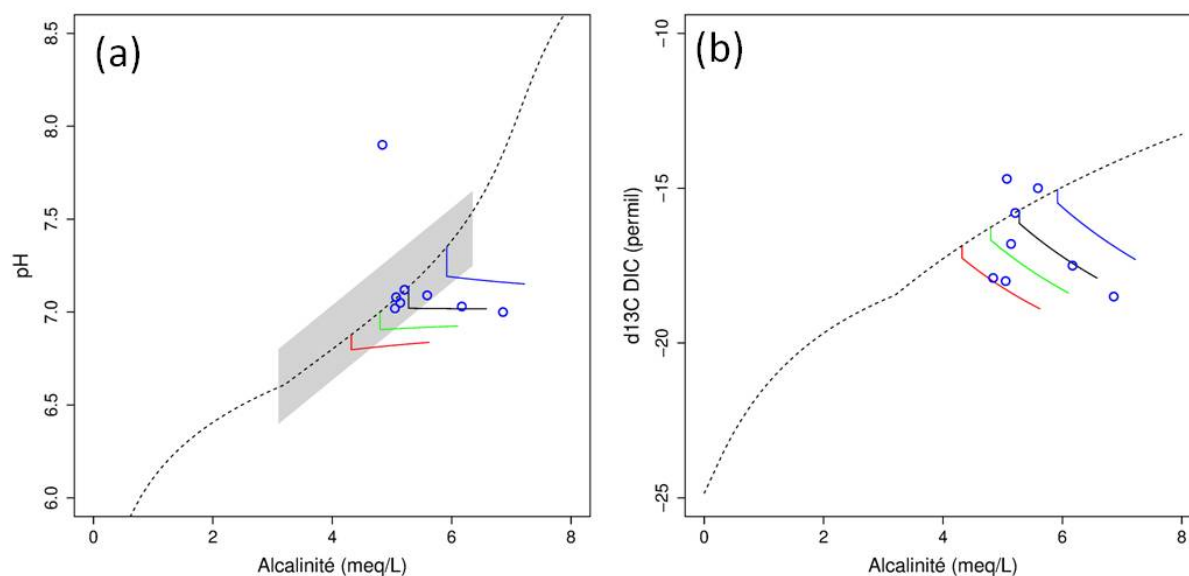 (a)
pH
8.5
8.0
7.5
7.0
6.5
6.0
0 2 4 6 8
Alcalinité (meq/L)
(b)
d13C DIC (permil)
−10
−15
−20
−25
0 2 4 6 8
Alcalinité (meq/L)